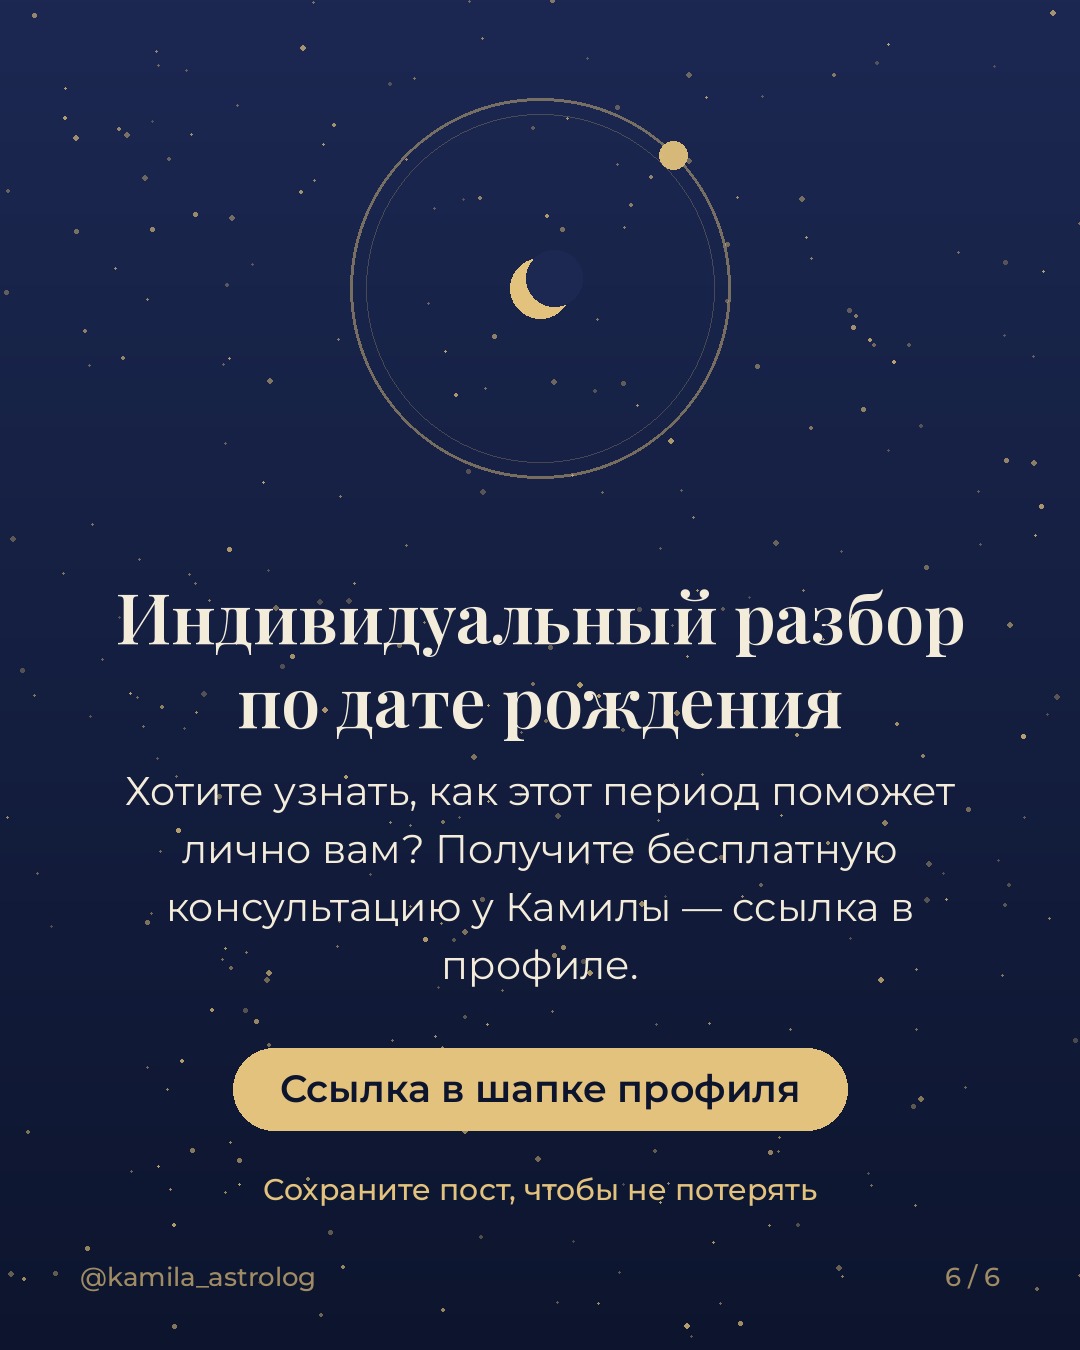 Индивидуальный разбор
по дате рождения
Хотите узнать, как этот период поможет
лично вам? Получите бесплатную
консультацию у Камилы — ссылка в
профиле.
Ссылка в шапке профиля
Сохраните пост, чтобы не потерять
@kamila_astrolog
6 / 6